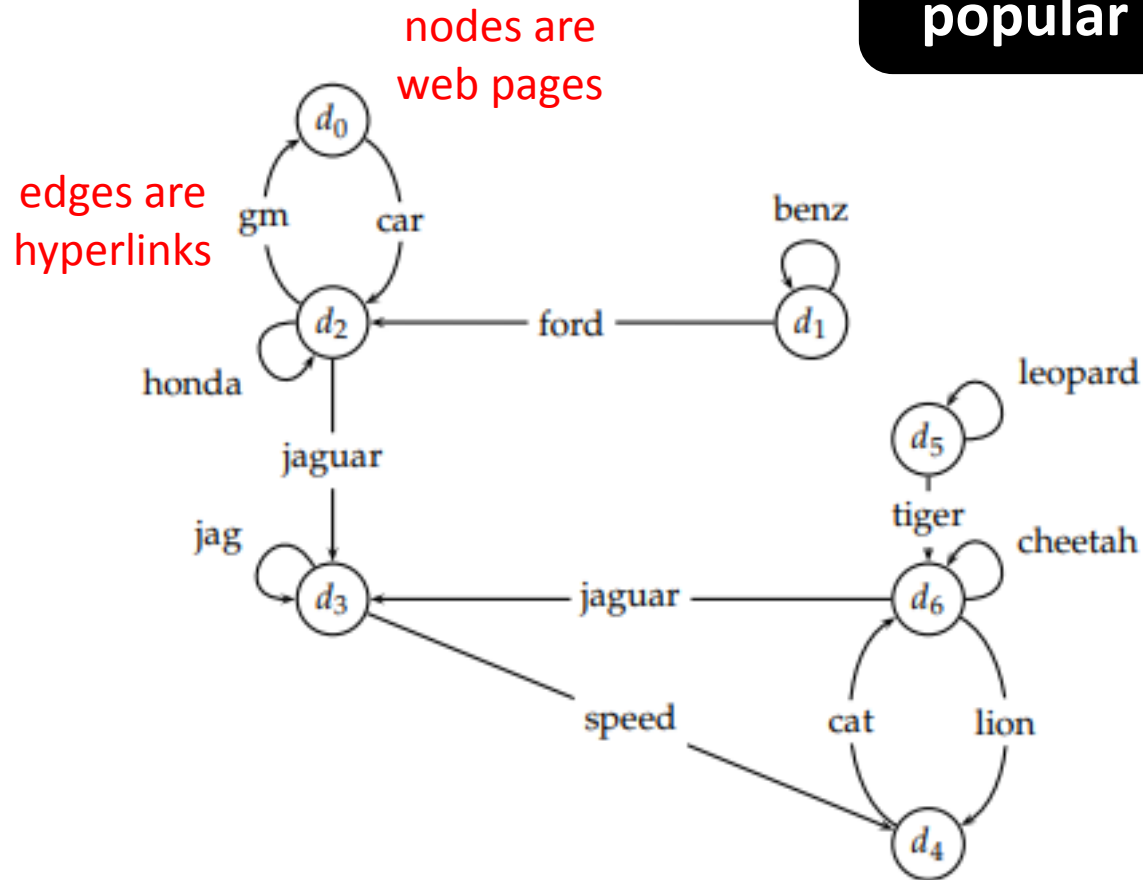 popular
nodes are
web pages
d₀
edges are
hyperlinks
gm
car
benz
d₂
ford
d₁
honda
leopard
d₅
jaguar
tiger
jag
cheetah
d₃
jaguar
d₆
speed
cat
lion
d₄